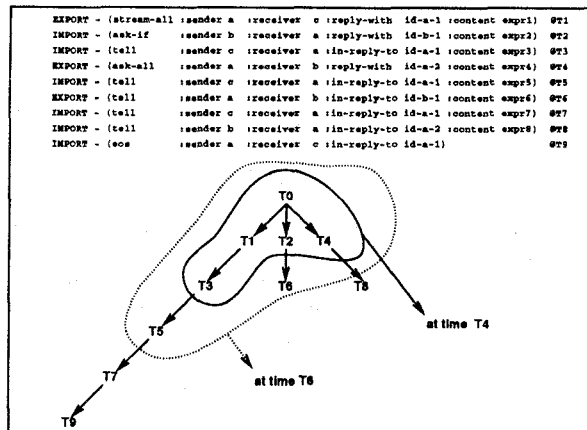 EXPORT - (stream-all :sender a :receiver c :reply-with id-a-1 :content expr1) @T1
IMPORT - (ask-if :sender b :receiver a :reply-with id-b-1 :content expr2) @T2
IMPORT - (tell :sender c :receiver a :in-reply-to id-a-1 :content expr3) @T3
EXPORT - (ask-all :sender a :receiver b :reply-with id-a-2 :content expr4) @T4
IMPORT - (tell :sender c :receiver a :in-reply-to id-a-1 :content expr5) @T5
EXPORT - (tell :sender a :receiver b :in-reply-to id-b-1 :content expr6) @T6
IMPORT - (tell :sender c :receiver a :in-reply-to id-a-1 :content expr7) @T7
IMPORT - (tell :sender b :receiver a :in-reply-to id-a-2 :content expr8) @T8
IMPORT - (eos :sender a :receiver c :in-reply-to id-a-1) @T9
T0
T1 T2 T4
T3 T6 T8
T5
at time T4
T7
at time T6
T9